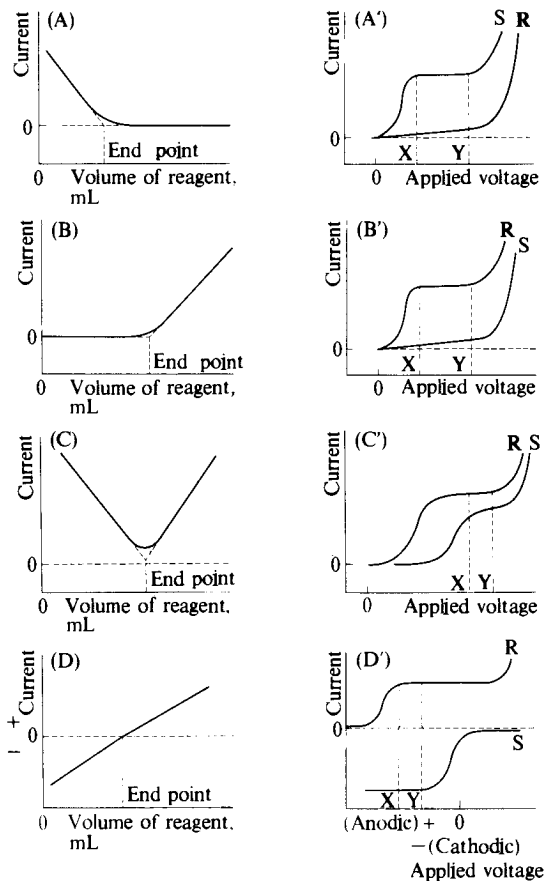 (A)
Current
0
End point
0 Volume of reagent,
mL
(A′)
Current
S R
0
X Y
0 Applied voltage
(B)
Current
0
End point
0 Volume of reagent,
mL
(B′)
Current
R
S
0
X Y
0 Applied voltage
(C)
Current
0
End point
0 Volume of reagent,
mL
(C′)
Current
R S
0
X Y
0 Applied voltage
(D)
− Current +
0
End point
0 Volume of reagent,
mL
(D′)
Current
R
0
S
X Y
(Anodic) + 0
− (Cathodic)
Applied voltage